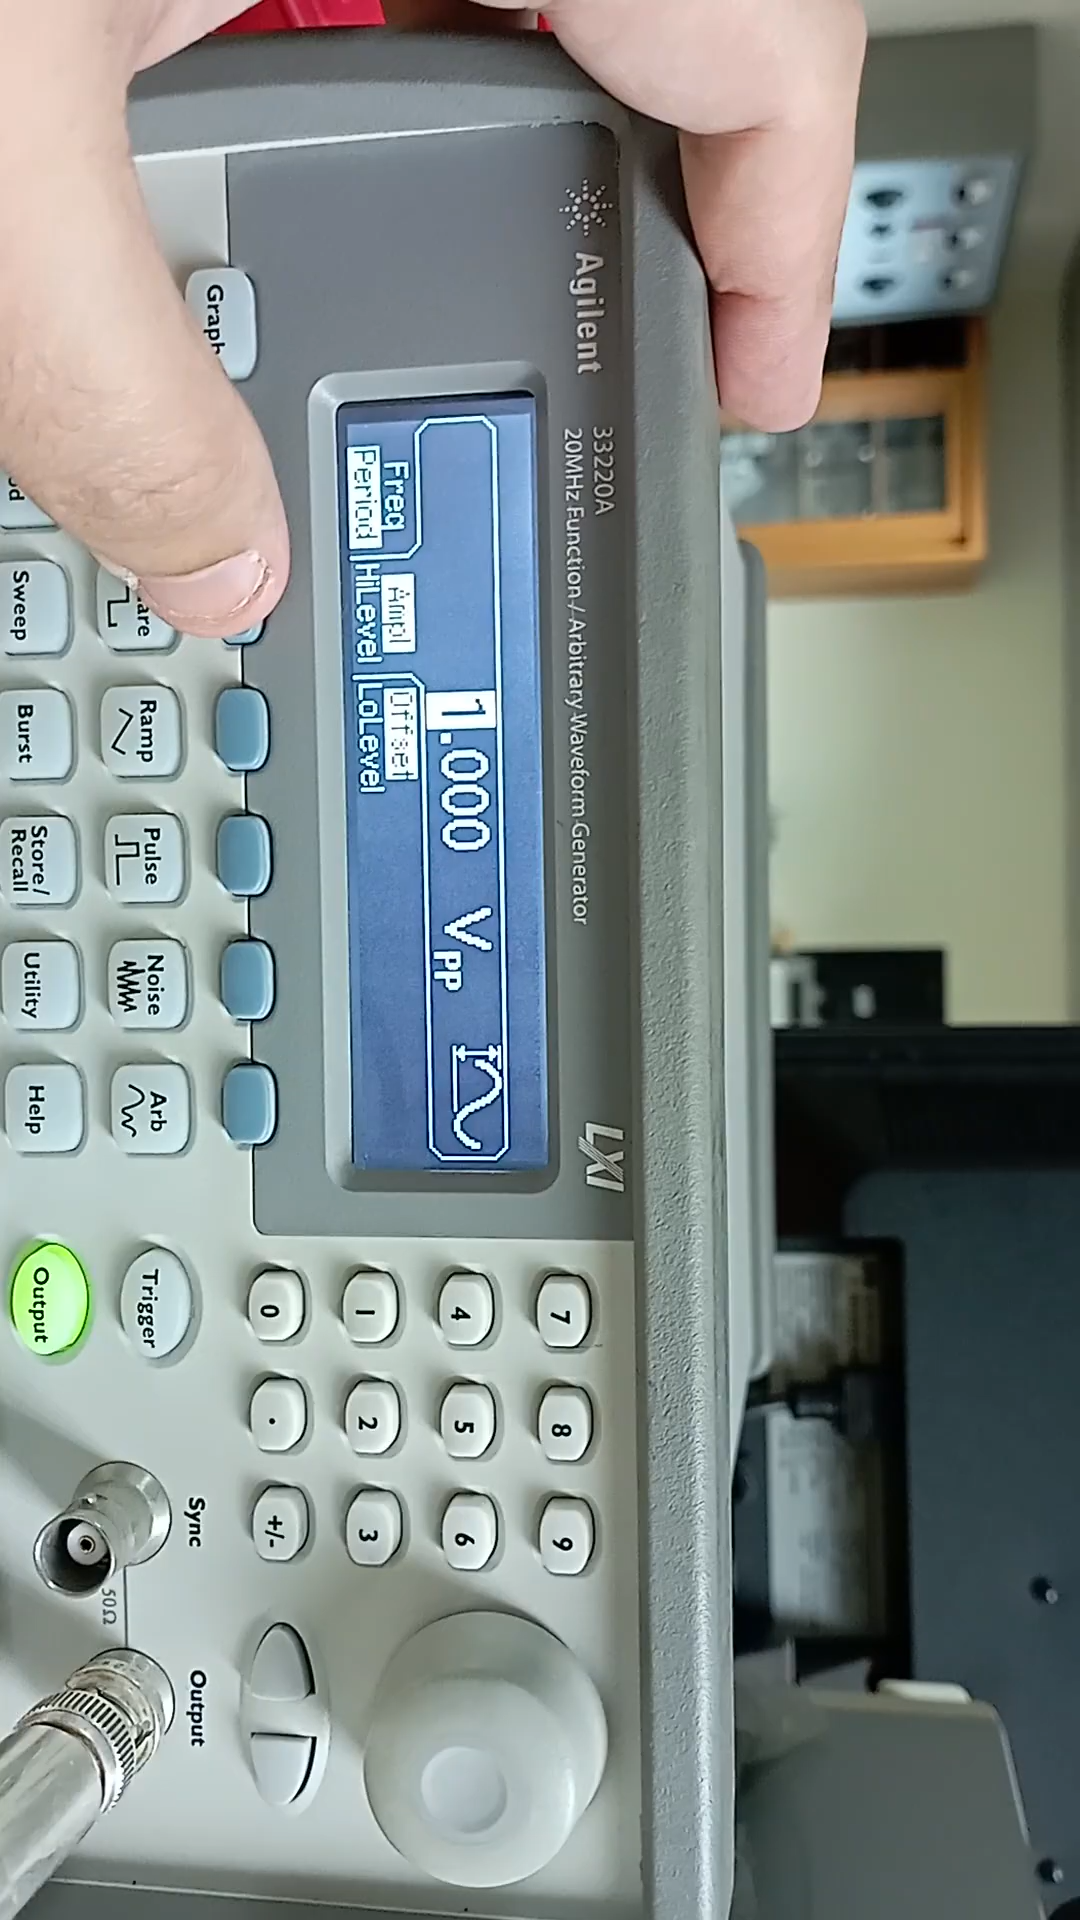 Agilent
33220A
20MHz Function / Arbitrary Waveform Generator
LXI
1.000 VPP
Freq Ampl Offset
Period HiLevel LoLevel
Graph
Ramp Pulse Noise Arb
Sweep Burst Store/ Utility Help
Recall
Trigger
Output
7 8 9
4 5 6
1 2 3
0 . +/-
Sync
Output
50Ω